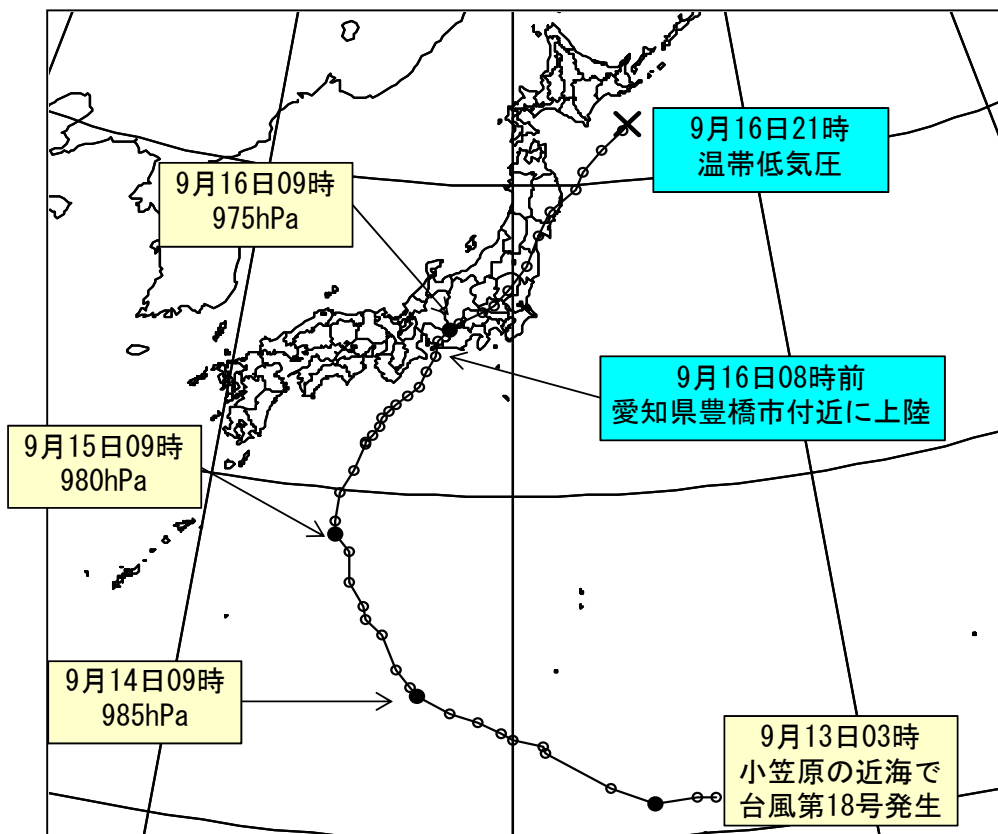 9月16日21時
温帯低気圧
9月16日09時
975hPa
9月16日08時前
愛知県豊橋市付近に上陸
9月15日09時
980hPa
9月14日09時
985hPa
9月13日03時
小笠原の近海で
台風第18号発生